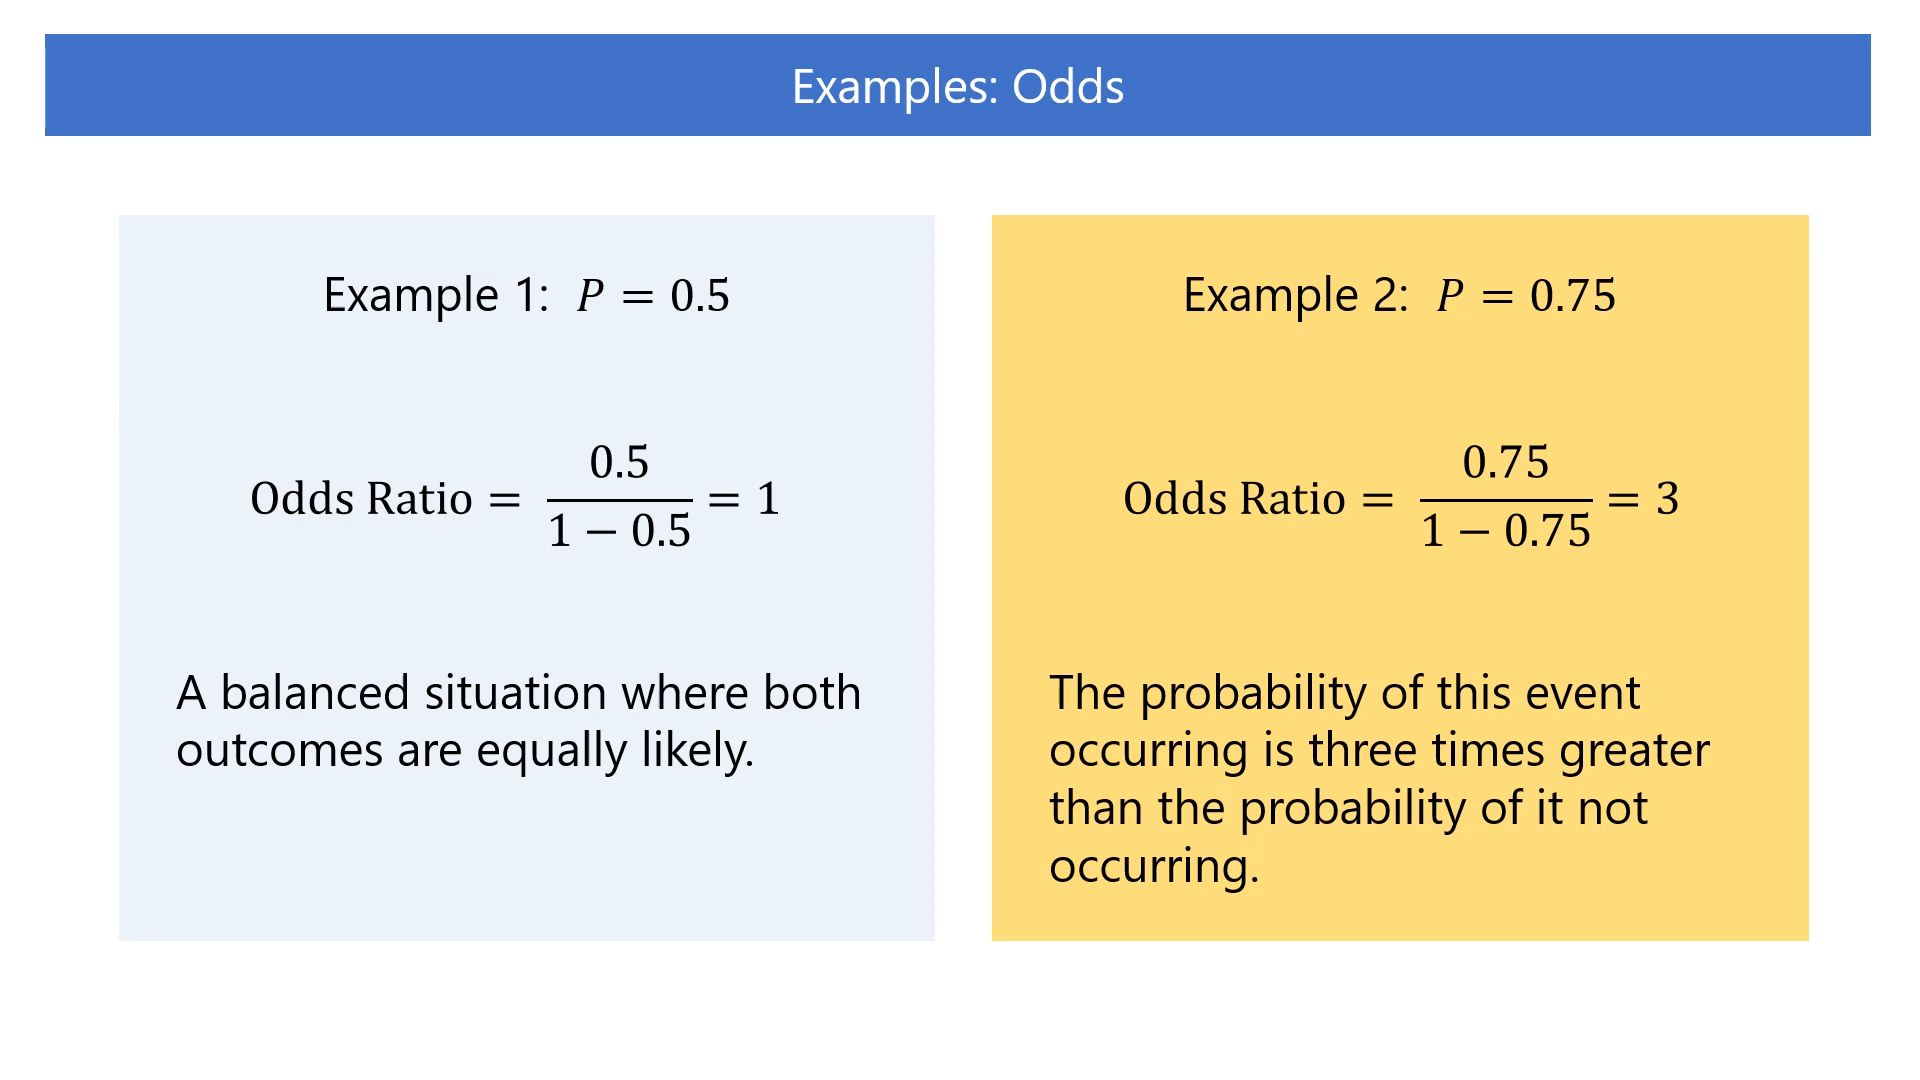 Examples: Odds
Example 1: P = 0.5
Odds Ratio = 0.5 / 1 − 0.5 = 1
A balanced situation where both
outcomes are equally likely.
Example 2: P = 0.75
Odds Ratio = 0.75 / 1 − 0.75 = 3
The probability of this event
occurring is three times greater
than the probability of it not
occurring.